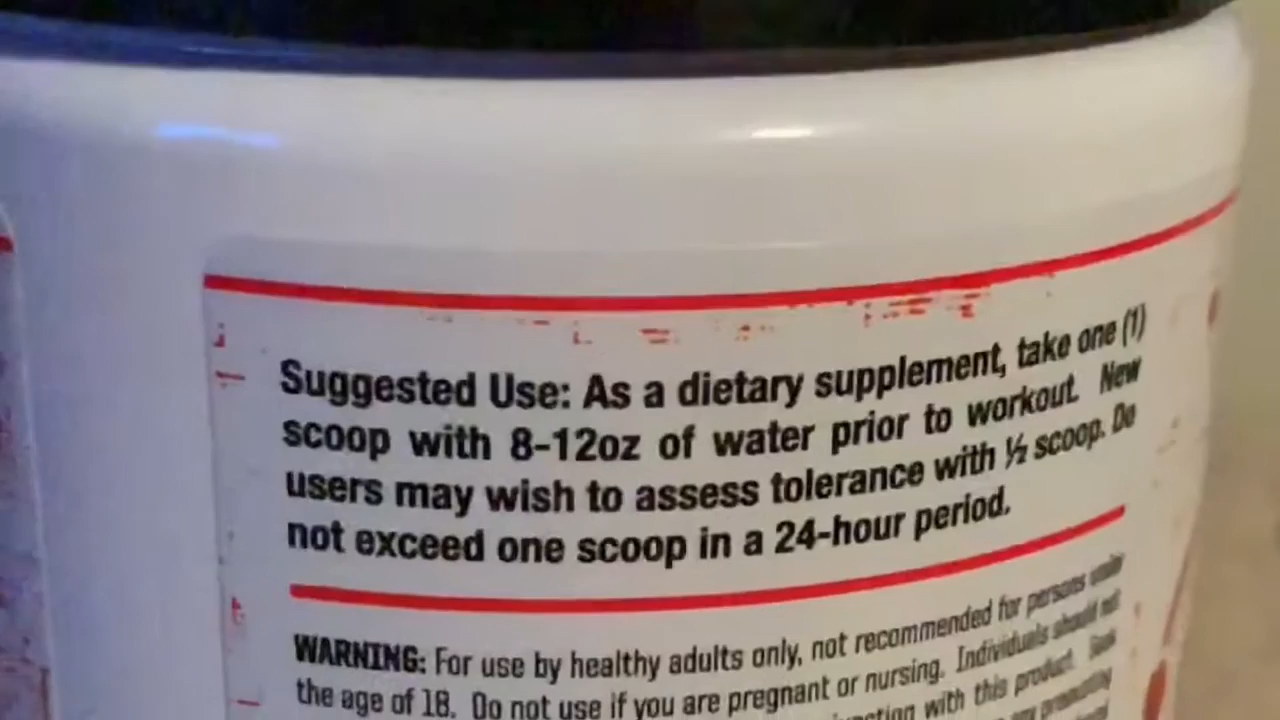 Suggested Use: As a dietary supplement, take one (1)
scoop with 8-12oz of water prior to workout. New
users may wish to assess tolerance with ½ scoop. Do
not exceed one scoop in a 24-hour period.
WARNING: For use by healthy adults only, not recommended for persons under
the age of 18. Do not use if you are pregnant or nursing. Individuals should not
with this product.